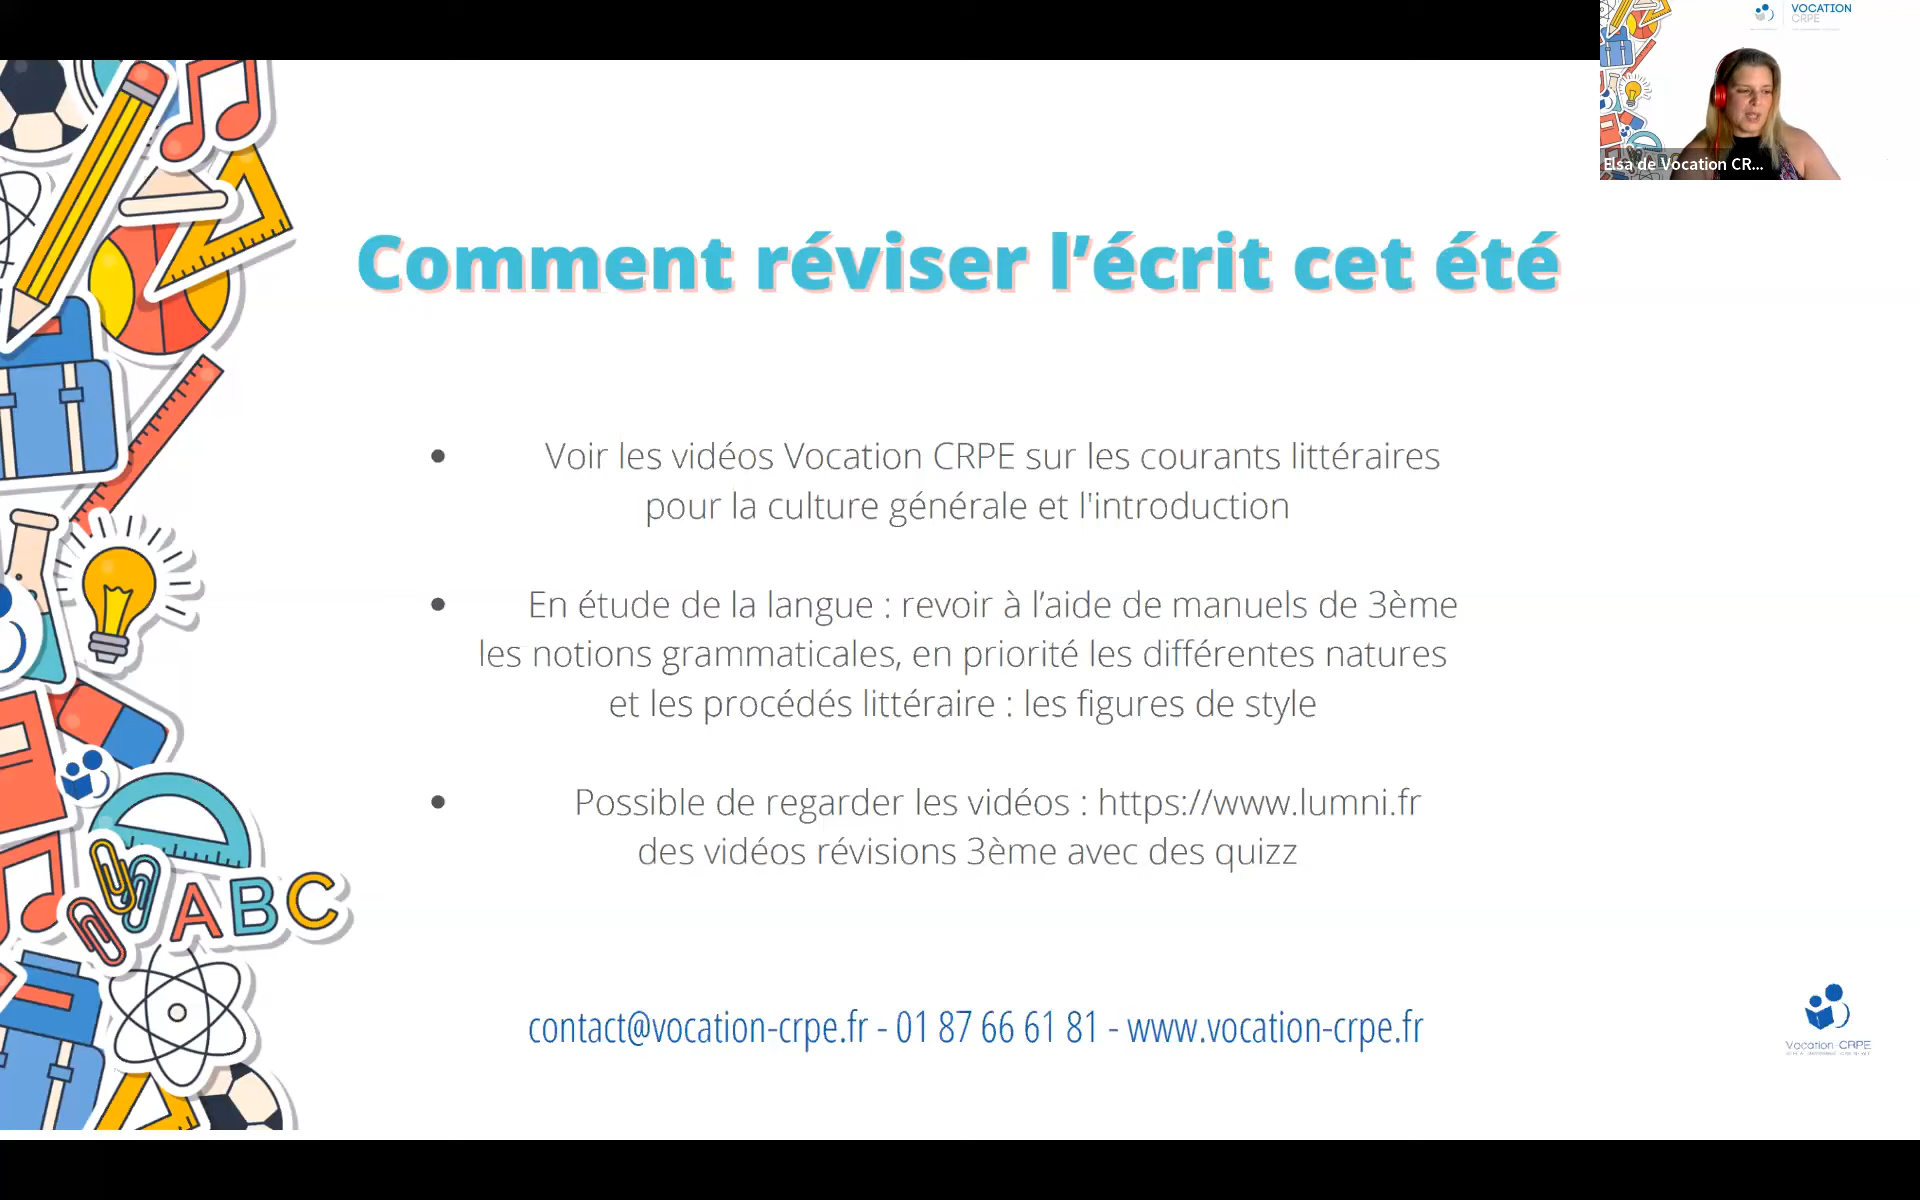 VOCATION
CRPE
Elsa de Vocation CR...
Comment réviser l’écrit cet été
• Voir les vidéos Vocation CRPE sur les courants littéraires
pour la culture générale et l'introduction
• En étude de la langue : revoir à l’aide de manuels de 3ème
les notions grammaticales, en priorité les différentes natures
et les procédés littéraire : les figures de style
• Possible de regarder les vidéos : https://www.lumni.fr
des vidéos révisions 3ème avec des quizz
ABC
contact@vocation-crpe.fr - 01 87 66 61 81 - www.vocation-crpe.fr
Vocation-CRPE